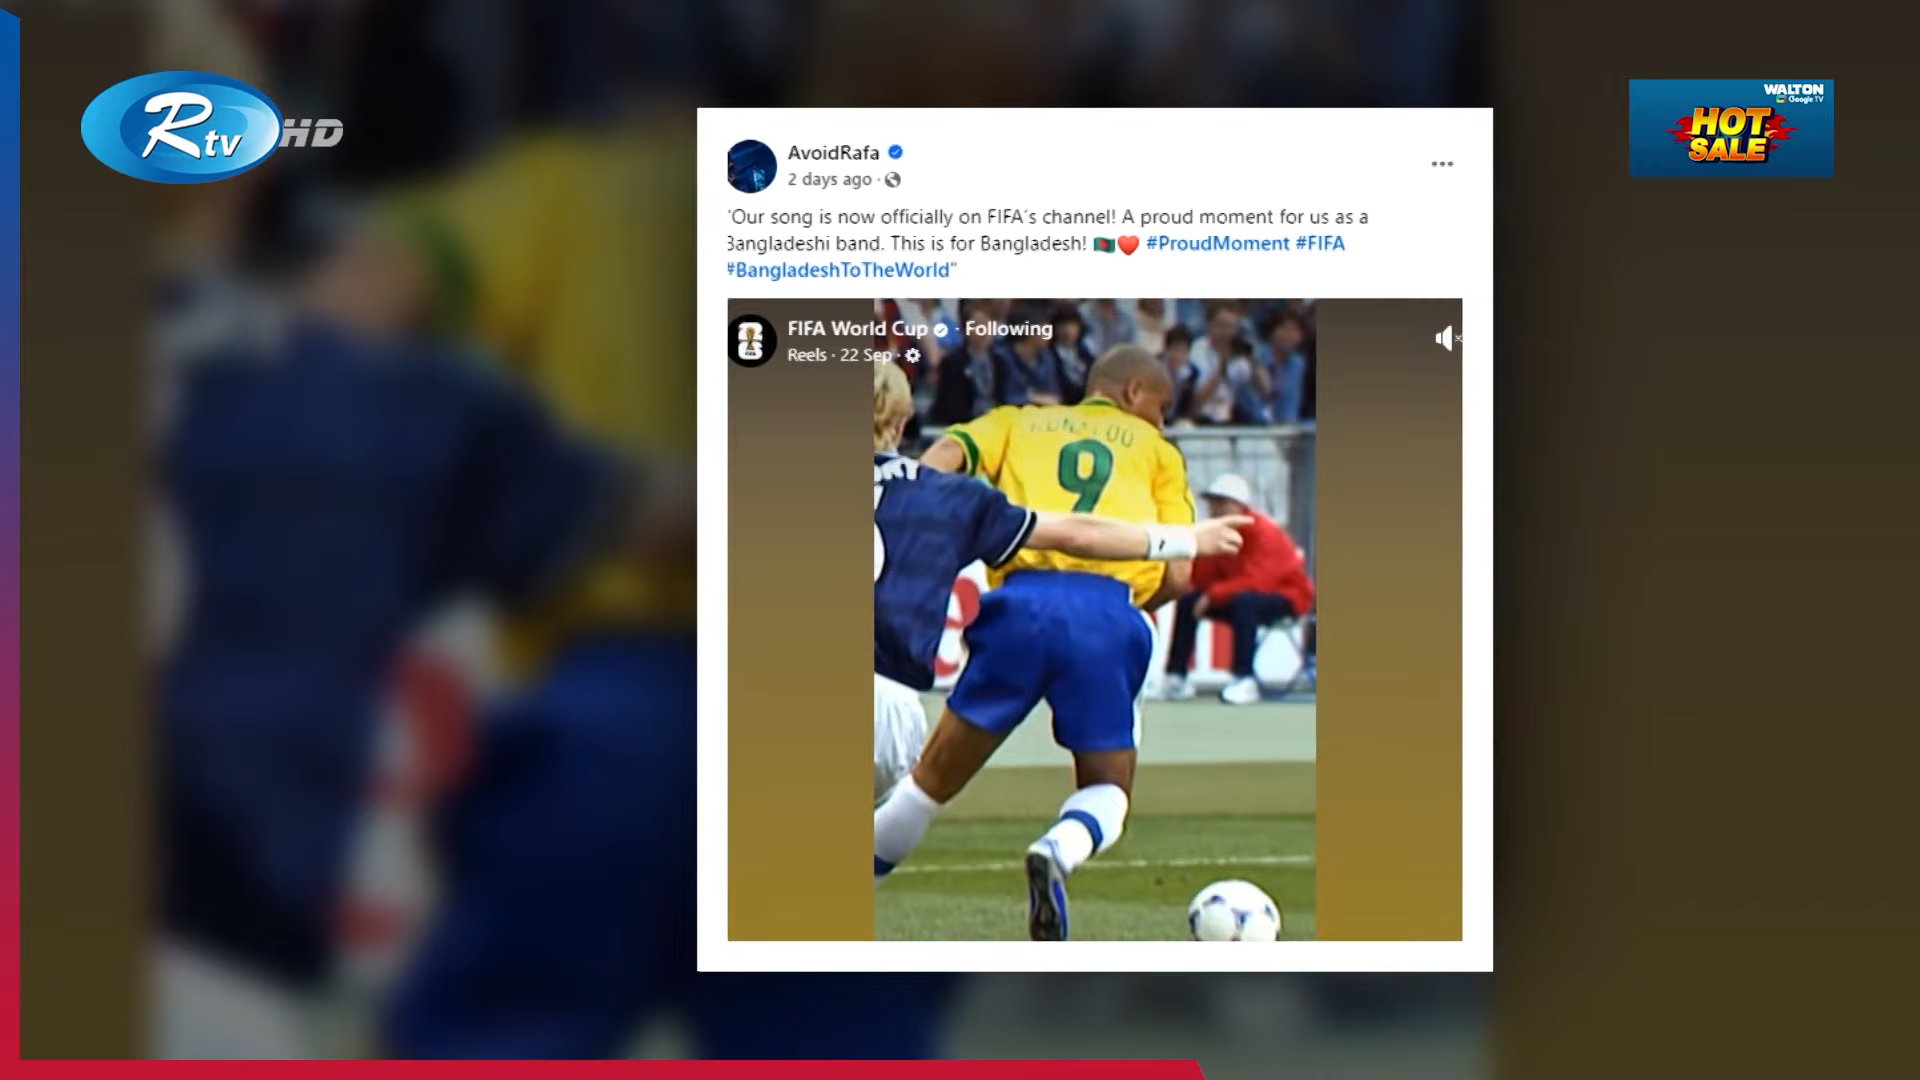 Rtv HD
WALTON
Google TV
HOT
SALE
AvoidRafa
2 days ago ·
"Our song is now officially on FIFA's channel! A proud moment for us as a
Bangladeshi band. This is for Bangladesh! 🇧🇩❤️ #ProudMoment #FIFA
#BangladeshToTheWorld"
FIFA World Cup · Following
Reels · 22 Sep ·
RONALDO
9